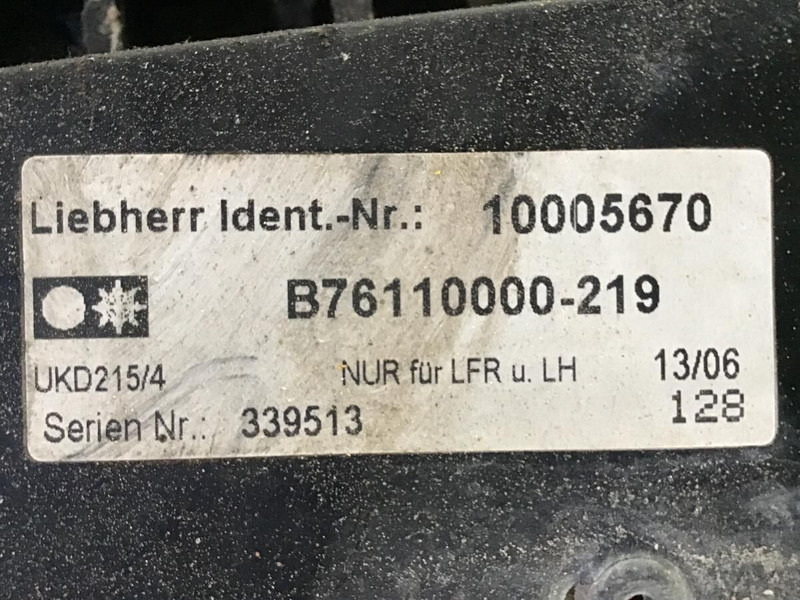 Liebherr Ident.-Nr.: 10005670
B76110000-219
UKD215/4 NUR für LFR u. LH 13/06
Serien Nr.: 339513 128